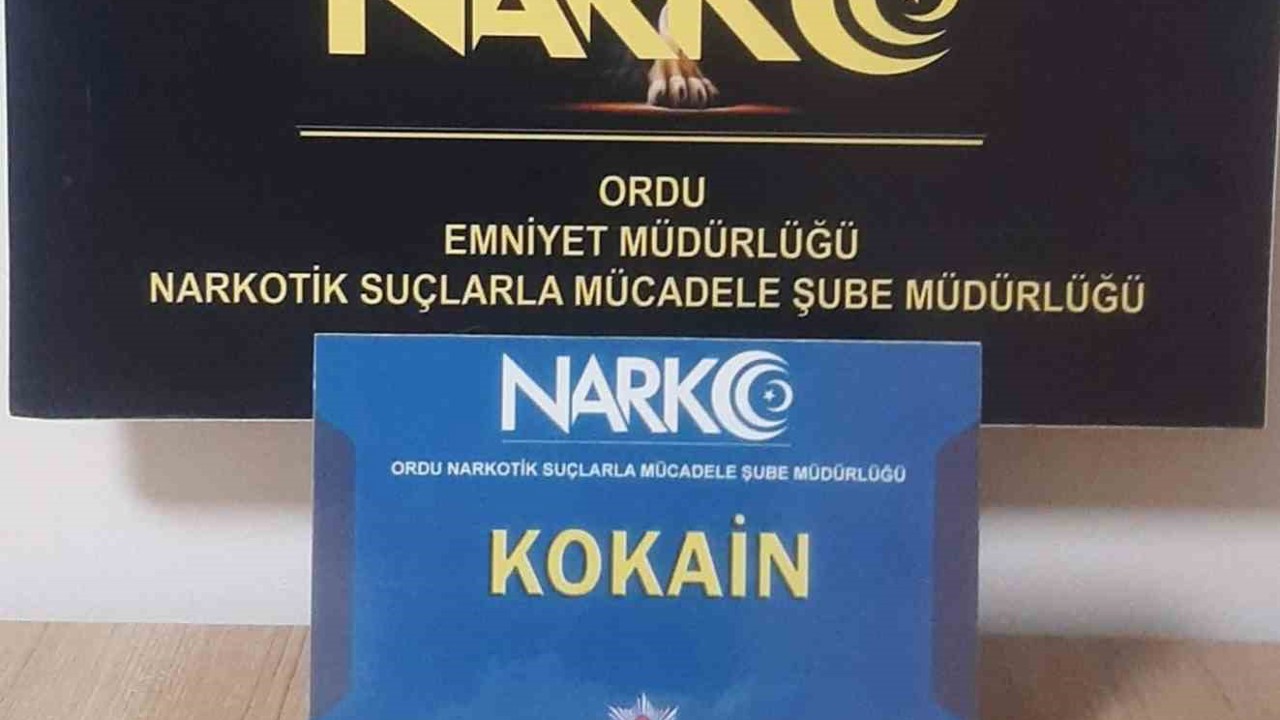 NARKO
ORDU
EMNİYET MÜDÜRLÜĞÜ
NARKOTİK SUÇLARLA MÜCADELE ŞUBE MÜDÜRLÜĞÜ
NARKO
ORDU NARKOTİK SUÇLARLA MÜCADELE ŞUBE MÜDÜRLÜĞÜ
KOKAİN